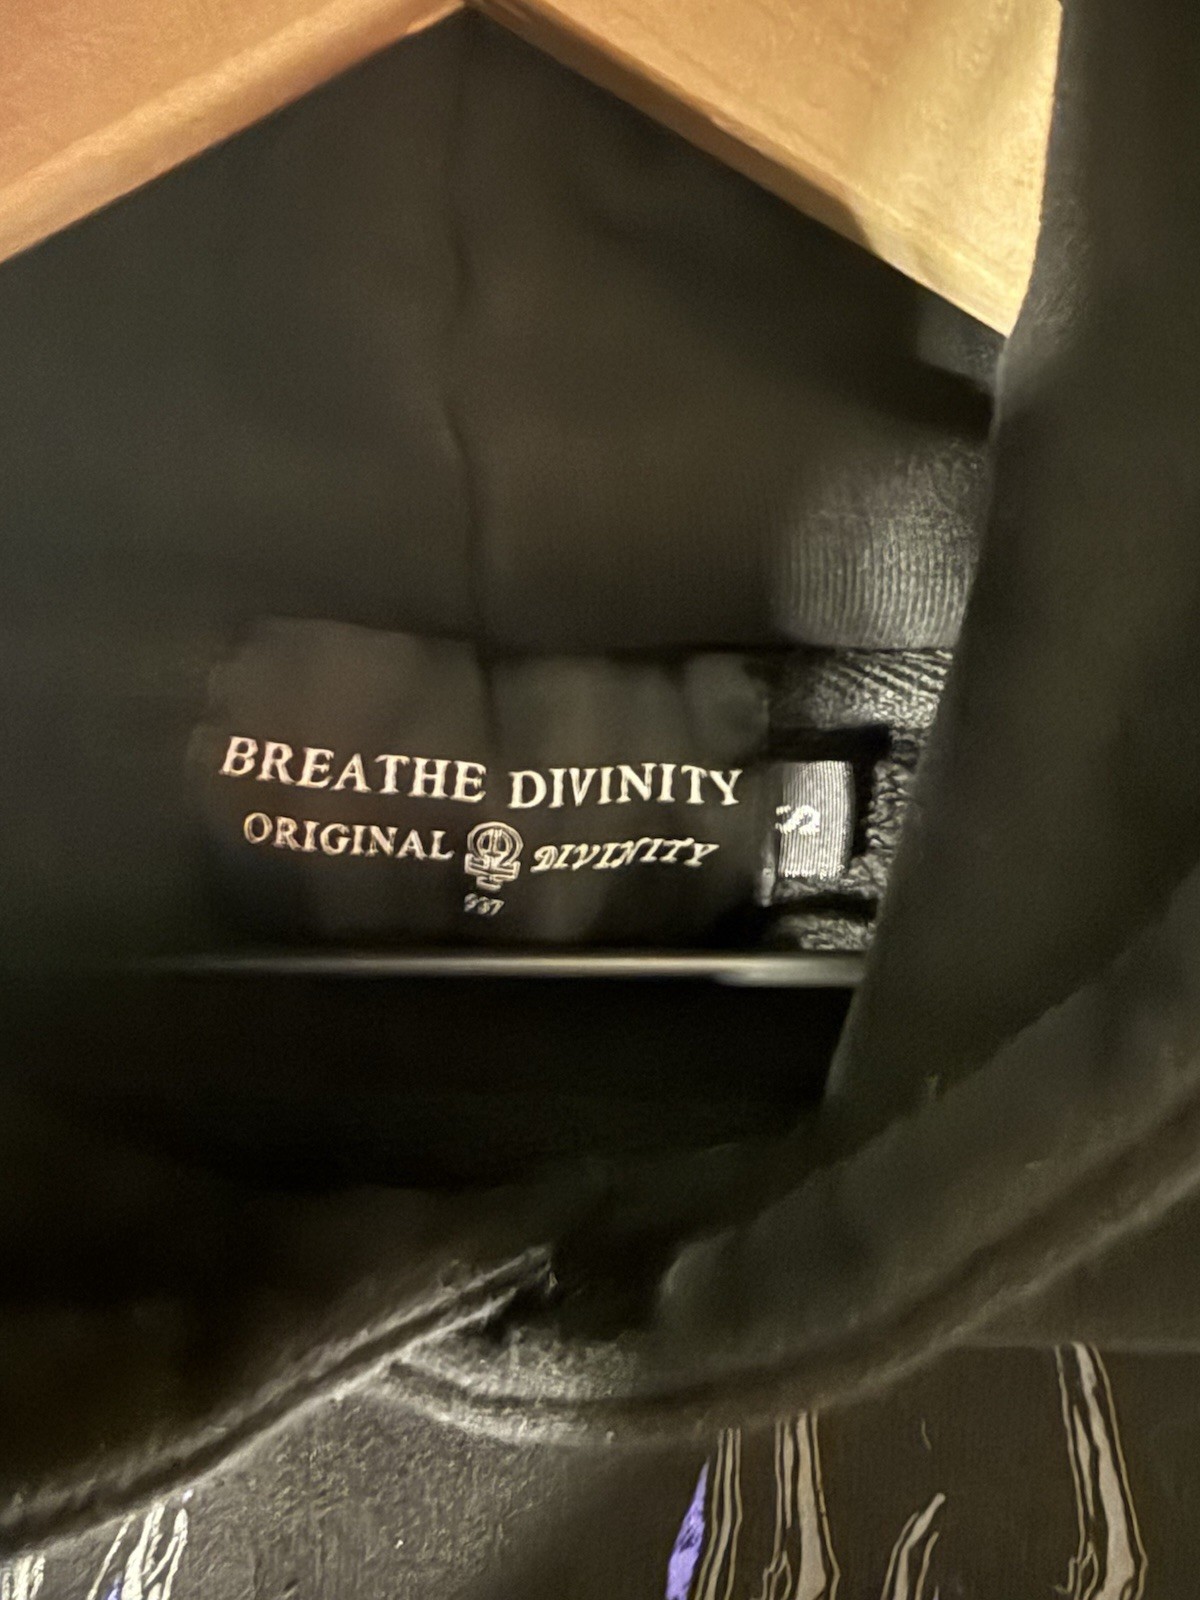 BREATHE DIVINITY
ORIGINAL DIVINITY
937
S